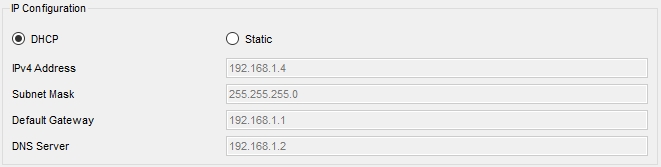 IP Configuration
DHCP Static
IPv4 Address 192.168.1.4
Subnet Mask 255.255.255.0
Default Gateway 192.168.1.1
DNS Server 192.168.1.2